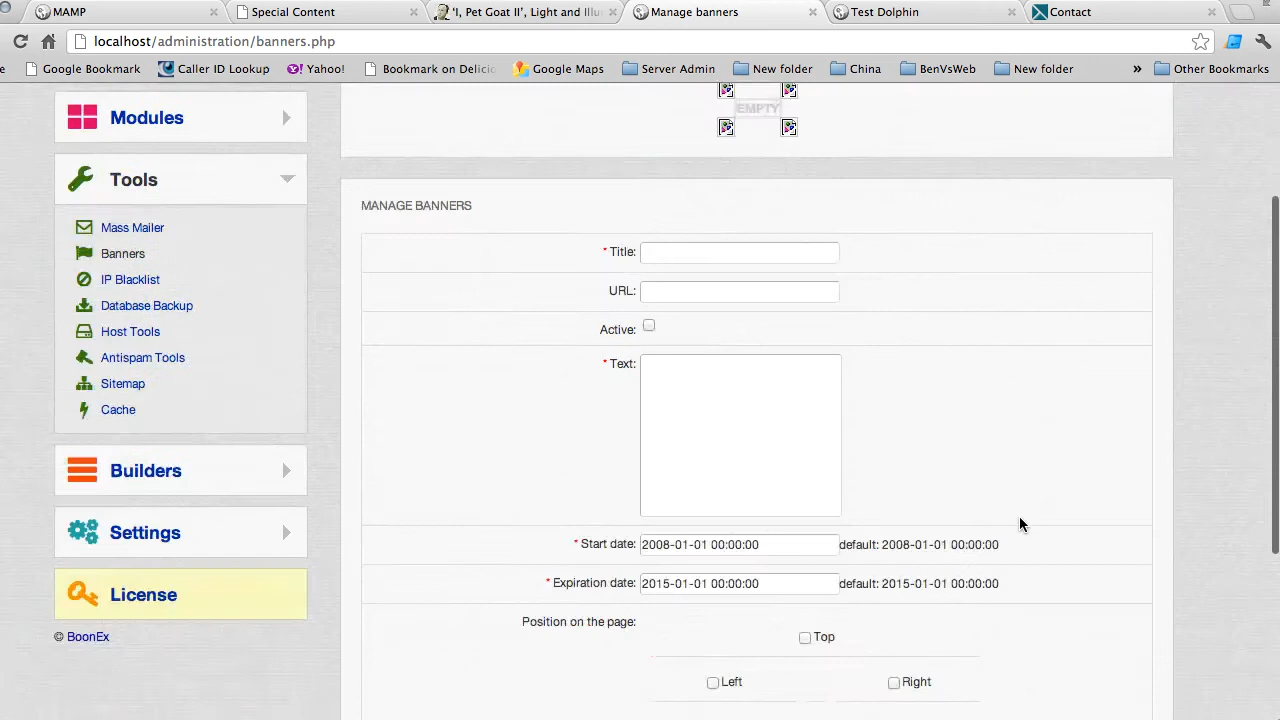 MAMP
Special Content
'I, Pet Goat II', Light and Illu
Manage banners
Test Dolphin
Contact
localhost/administration/banners.php
Google Bookmark
Caller ID Lookup
Yahoo!
Bookmark on Delicio
Google Maps
Server Admin
New folder
China
BenVsWeb
New folder
»
Other Bookmarks
EMPTY
Modules
Tools
Mass Mailer
Banners
IP Blacklist
Database Backup
Host Tools
Antispam Tools
Sitemap
Cache
Builders
Settings
License
© BoonEx
MANAGE BANNERS
* Title:
URL:
Active:
* Text:
* Start date: 2008-01-01 00:00:00 default: 2008-01-01 00:00:00
* Expiration date: 2015-01-01 00:00:00 default: 2015-01-01 00:00:00
Position on the page:
Top
Left
Right